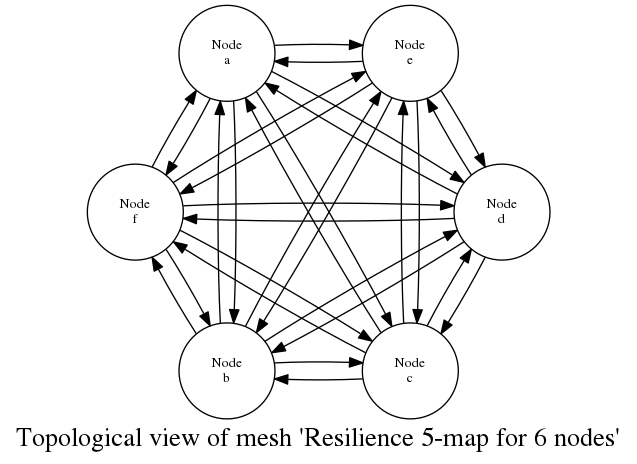 Node
a
Node
e
Node
f
Node
d
Node
b
Node
c
Topological view of mesh 'Resilience 5-map for 6 nodes'